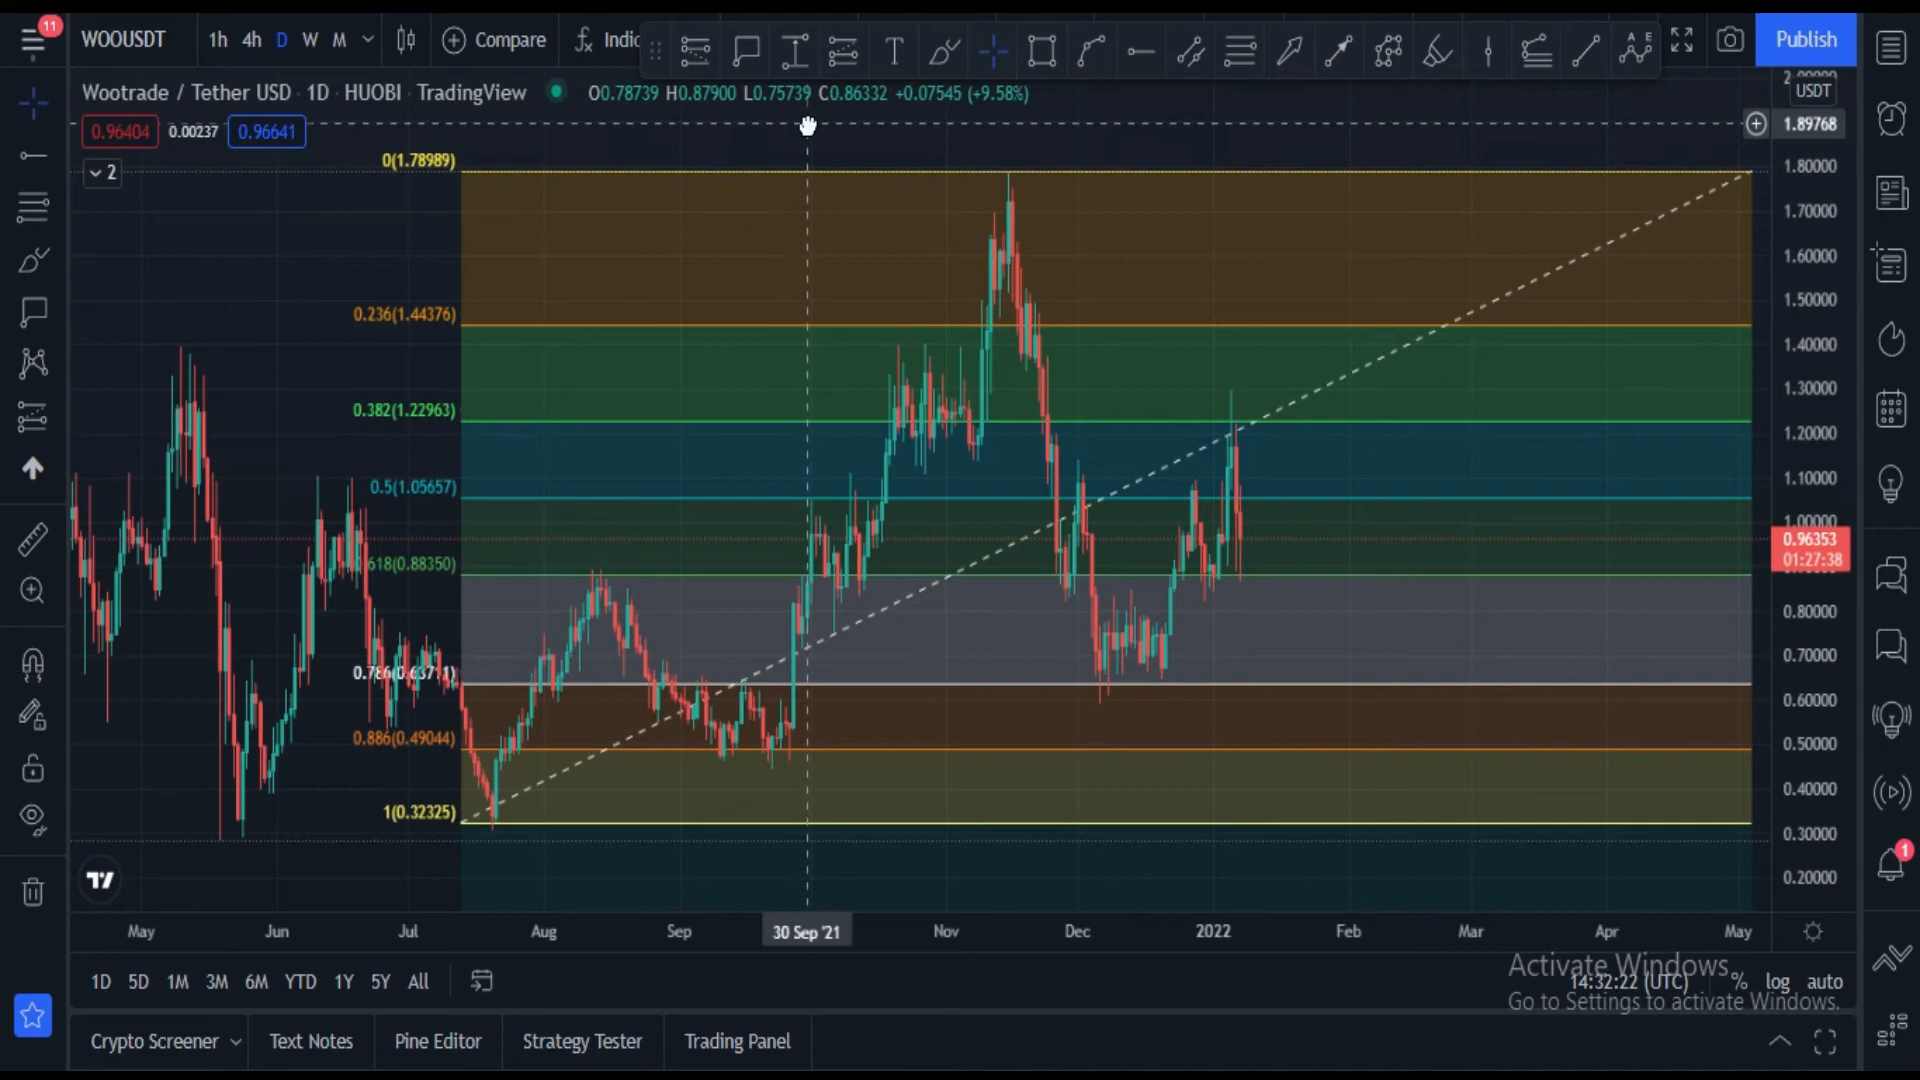 11
WOOUSDT
1h 4h D W M
Compare
Indic
T
A E
Publish
Wootrade / Tether USD · 1D · HUOBI · TradingView
O0.78739 H0.87900 L0.75739 C0.86332 +0.07545 (+9.58%)
USDT
0.96404 0.00237 0.96641
1.89768
2
0(1.78989)
1.80000
1.70000
1.60000
0.236(1.44376)
1.50000
1.40000
1.30000
0.382(1.22963)
1.20000
0.5(1.05657)
1.10000
1.00000
0.96353
01:27:38
618(0.88350)
0.80000
0.786(0.63711)
0.70000
0.60000
0.886(0.49044)
0.50000
0.40000
1(0.32325)
0.30000
0.20000
May Jun Jul Aug Sep 30 Sep '21 Nov Dec 2022 Feb Mar Apr May
1
1D 5D 1M 3M 6M YTD 1Y 5Y All
14:32:22 (UTC) % log auto
Activate Windows
Go to Settings to activate Windows.
Crypto Screener Text Notes Pine Editor Strategy Tester Trading Panel